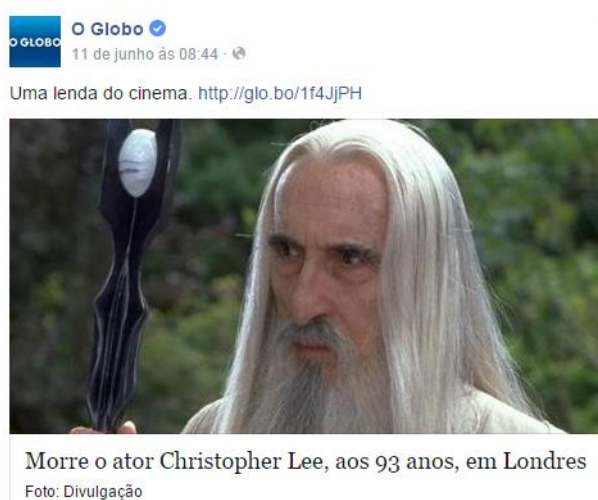 O GLOBO
O Globo
11 de junho às 08:44 ·
Uma lenda do cinema. http://glo.bo/1f4JjPH
Morre o ator Christopher Lee, aos 93 anos, em Londres
Foto: Divulgação